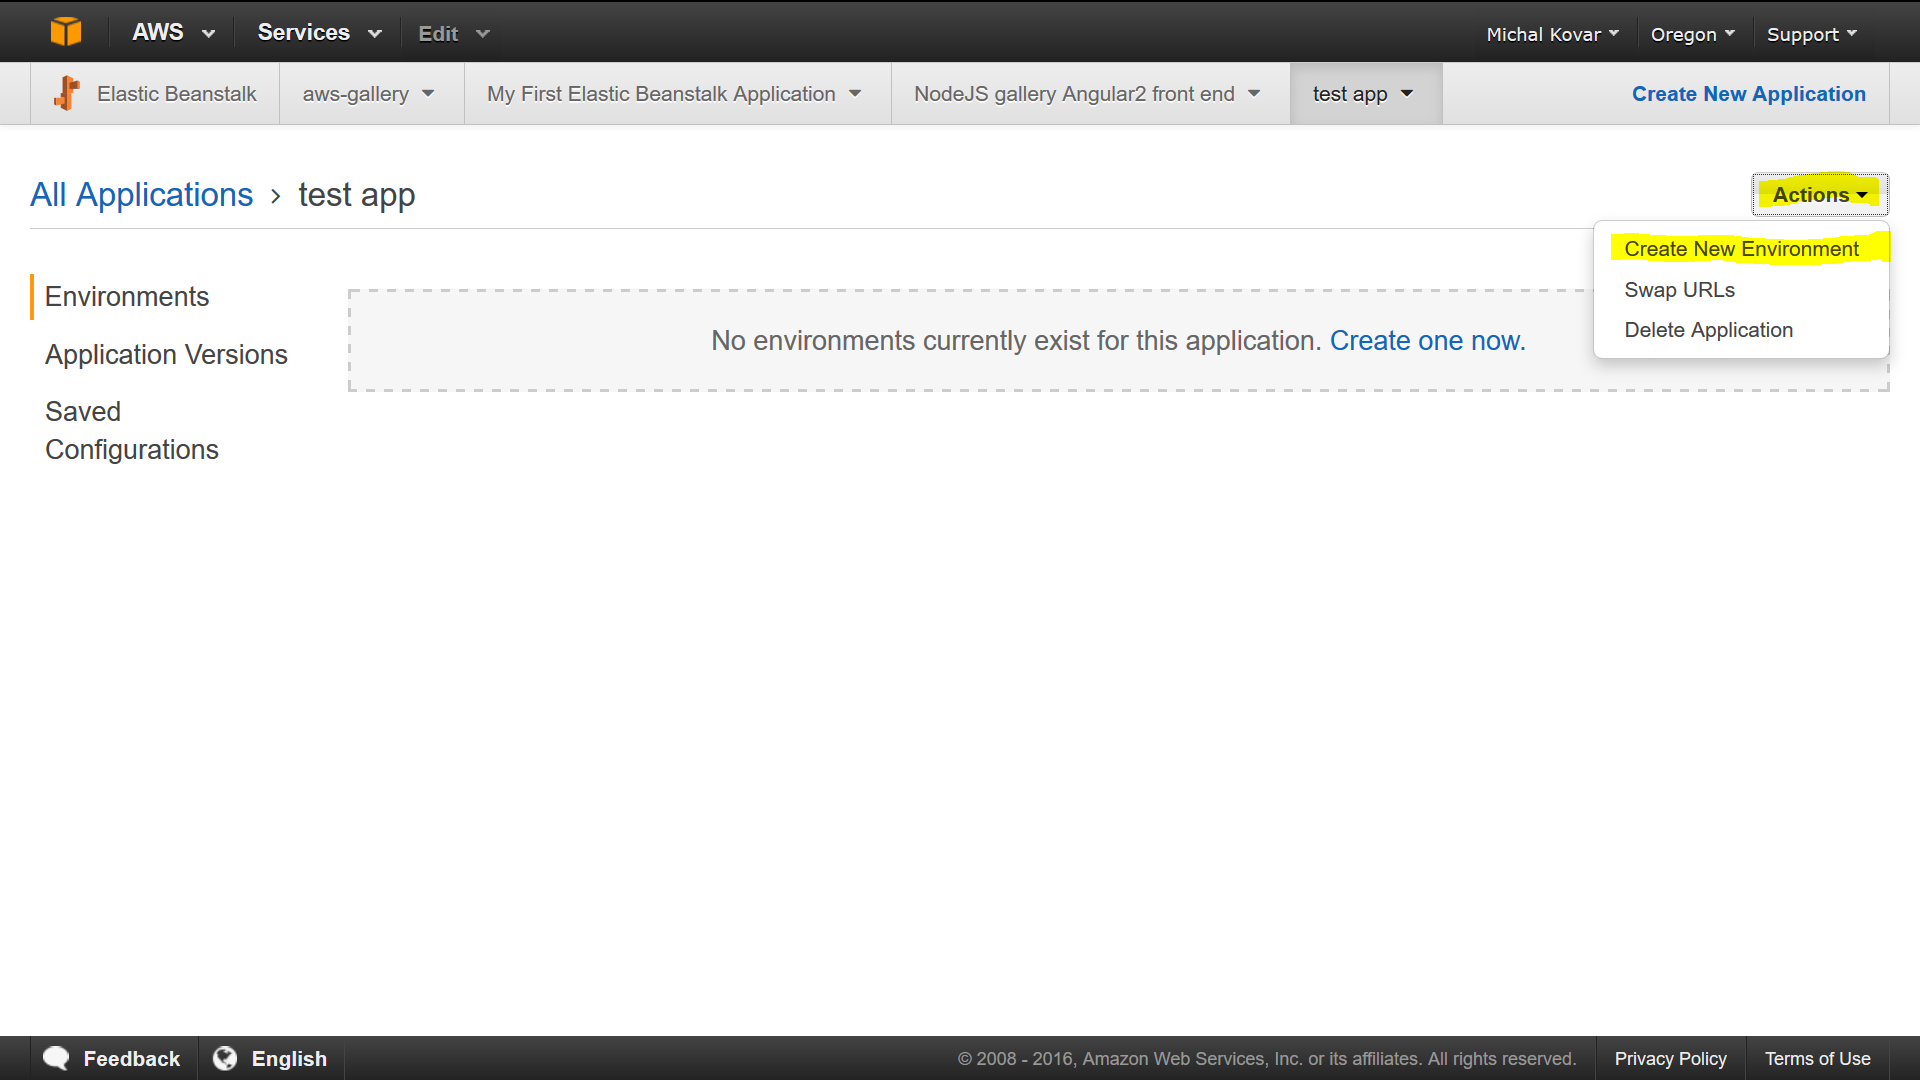 AWS Services Edit Michal Kovar Oregon Support
Elastic Beanstalk aws-gallery My First Elastic Beanstalk Application NodeJS gallery Angular2 front end test app Create New Application
All Applications › test app Actions
Create New Environment
Swap URLs
Delete Application
Environments
Application Versions
Saved
Configurations
No environments currently exist for this application. Create one now.
Feedback English © 2008 - 2016, Amazon Web Services, Inc. or its affiliates. All rights reserved. Privacy Policy Terms of Use